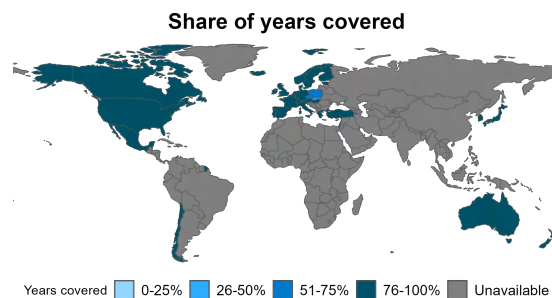 Share of years covered
Years covered 0-25% 26-50% 51-75% 76-100% Unavailable